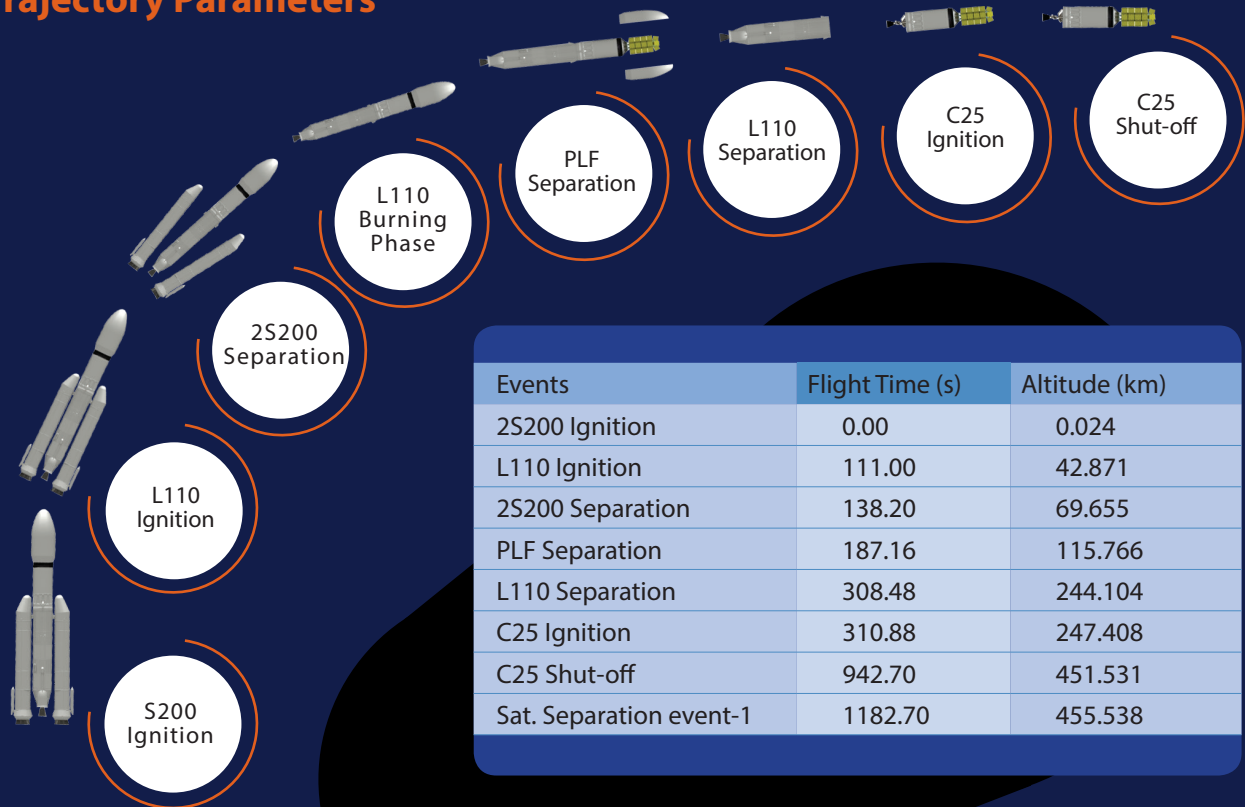 Trajectory Parameters
PLF
Separation
L110
Separation
C25
Ignition
C25
Shut-off
L110
Burning
Phase
2S200
Separation
L110
Ignition
S200
Ignition
Events Flight Time (s) Altitude (km)
2S200 Ignition 0.00 0.024
L110 Ignition 111.00 42.871
2S200 Separation 138.20 69.655
PLF Separation 187.16 115.766
L110 Separation 308.48 244.104
C25 Ignition 310.88 247.408
C25 Shut-off 942.70 451.531
Sat. Separation event-1 1182.70 455.538